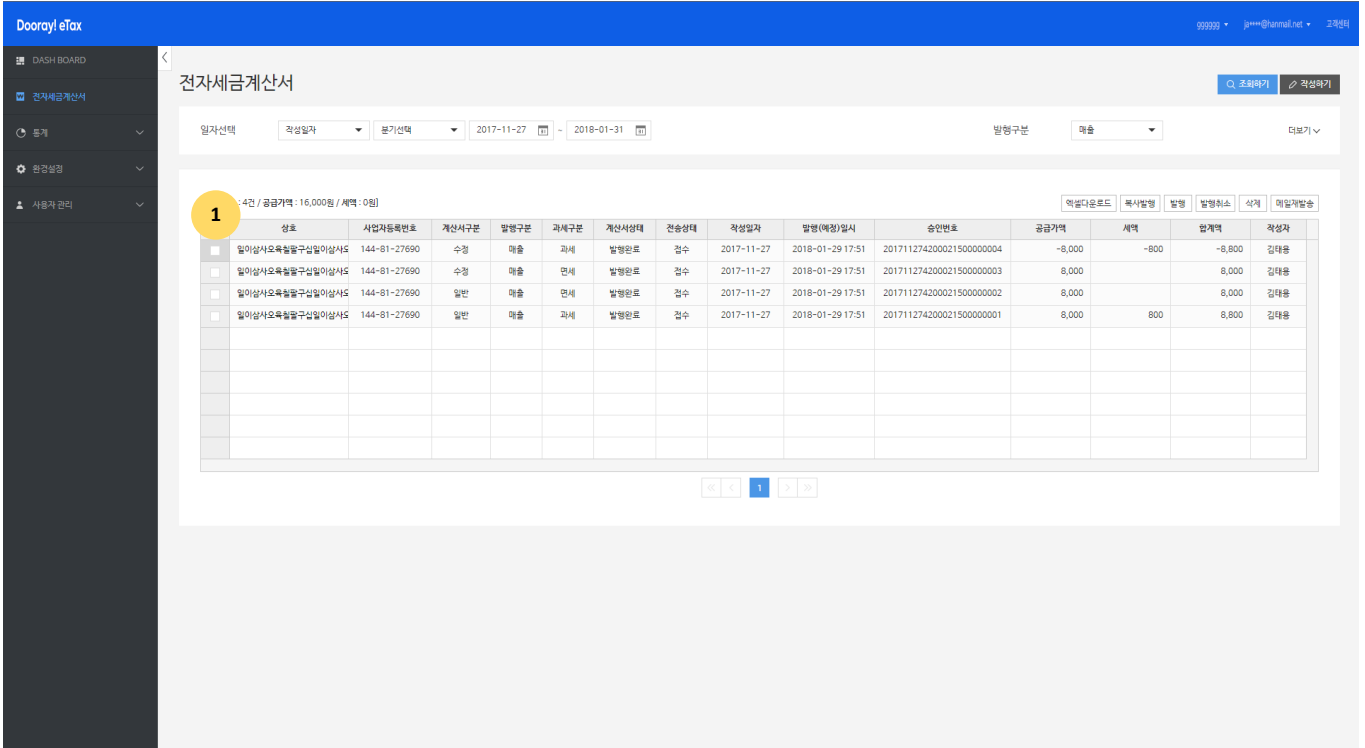 Dooray! eTax
gggggg ja****@hanmail.net 고객센터
DASH BOARD
전자세금계산서
통계
환경설정
사용자 관리
전자세금계산서
조회하기 작성하기
일자선택 작성일자 분기선택 2017-11-27 ~ 2018-01-31 발행구분 매출 더보기
1 : 4건 / 공급가액 : 16,000원 / 세액 : 0원]
엑셀다운로드 복사발행 발행 발행취소 삭제 메일재발송
상호 사업자등록번호 계산서구분 발행구분 과세구분 계산서상태 전송상태 작성일자 발행(예정)일시 승인번호 공급가액 세액 합계액 작성자
일이삼사오육칠팔구십일이삼사오 144-81-27690 수정 매출 과세 발행완료 접수 2017-11-27 2018-01-29 17:51 201711274200021500000004 -8,000 -800 -8,800 김태용
일이삼사오육칠팔구십일이삼사오 144-81-27690 수정 매출 면세 발행완료 접수 2017-11-27 2018-01-29 17:51 201711274200021500000003 8,000 8,000 김태용
일이삼사오육칠팔구십일이삼사오 144-81-27690 일반 매출 면세 발행완료 접수 2017-11-27 2018-01-29 17:51 201711274200021500000002 8,000 8,000 김태용
일이삼사오육칠팔구십일이삼사오 144-81-27690 일반 매출 과세 발행완료 접수 2017-11-27 2018-01-29 17:51 201711274200021500000001 8,000 800 8,800 김태용
1